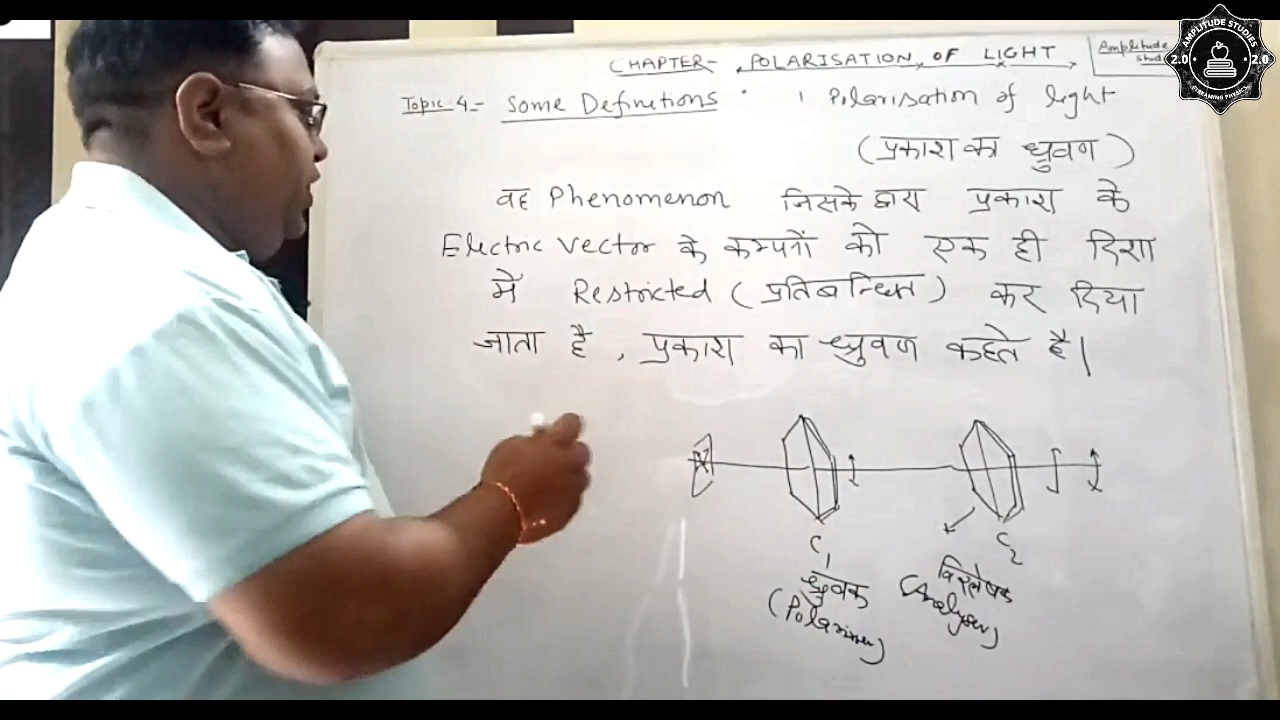 CHAPTER- POLARISATION OF LIGHT
Amplitude
Stud
AMPLITUDE STUDIES
2.0 2.0
Topic-4- Some Definitions
1 Polarisation of light
(प्रकाश का ध्रुवण)
वह Phenomenon जिसके द्वारा प्रकाश के
Electric Vector के कम्पनों को एक ही दिशा
में Restricted (प्रतिबन्धित) कर दिया
जाता है, प्रकाश का ध्रुवण कहते है।
C1
C2
ध्रुवक
(Polariser)
विश्लेषक
(Analyser)